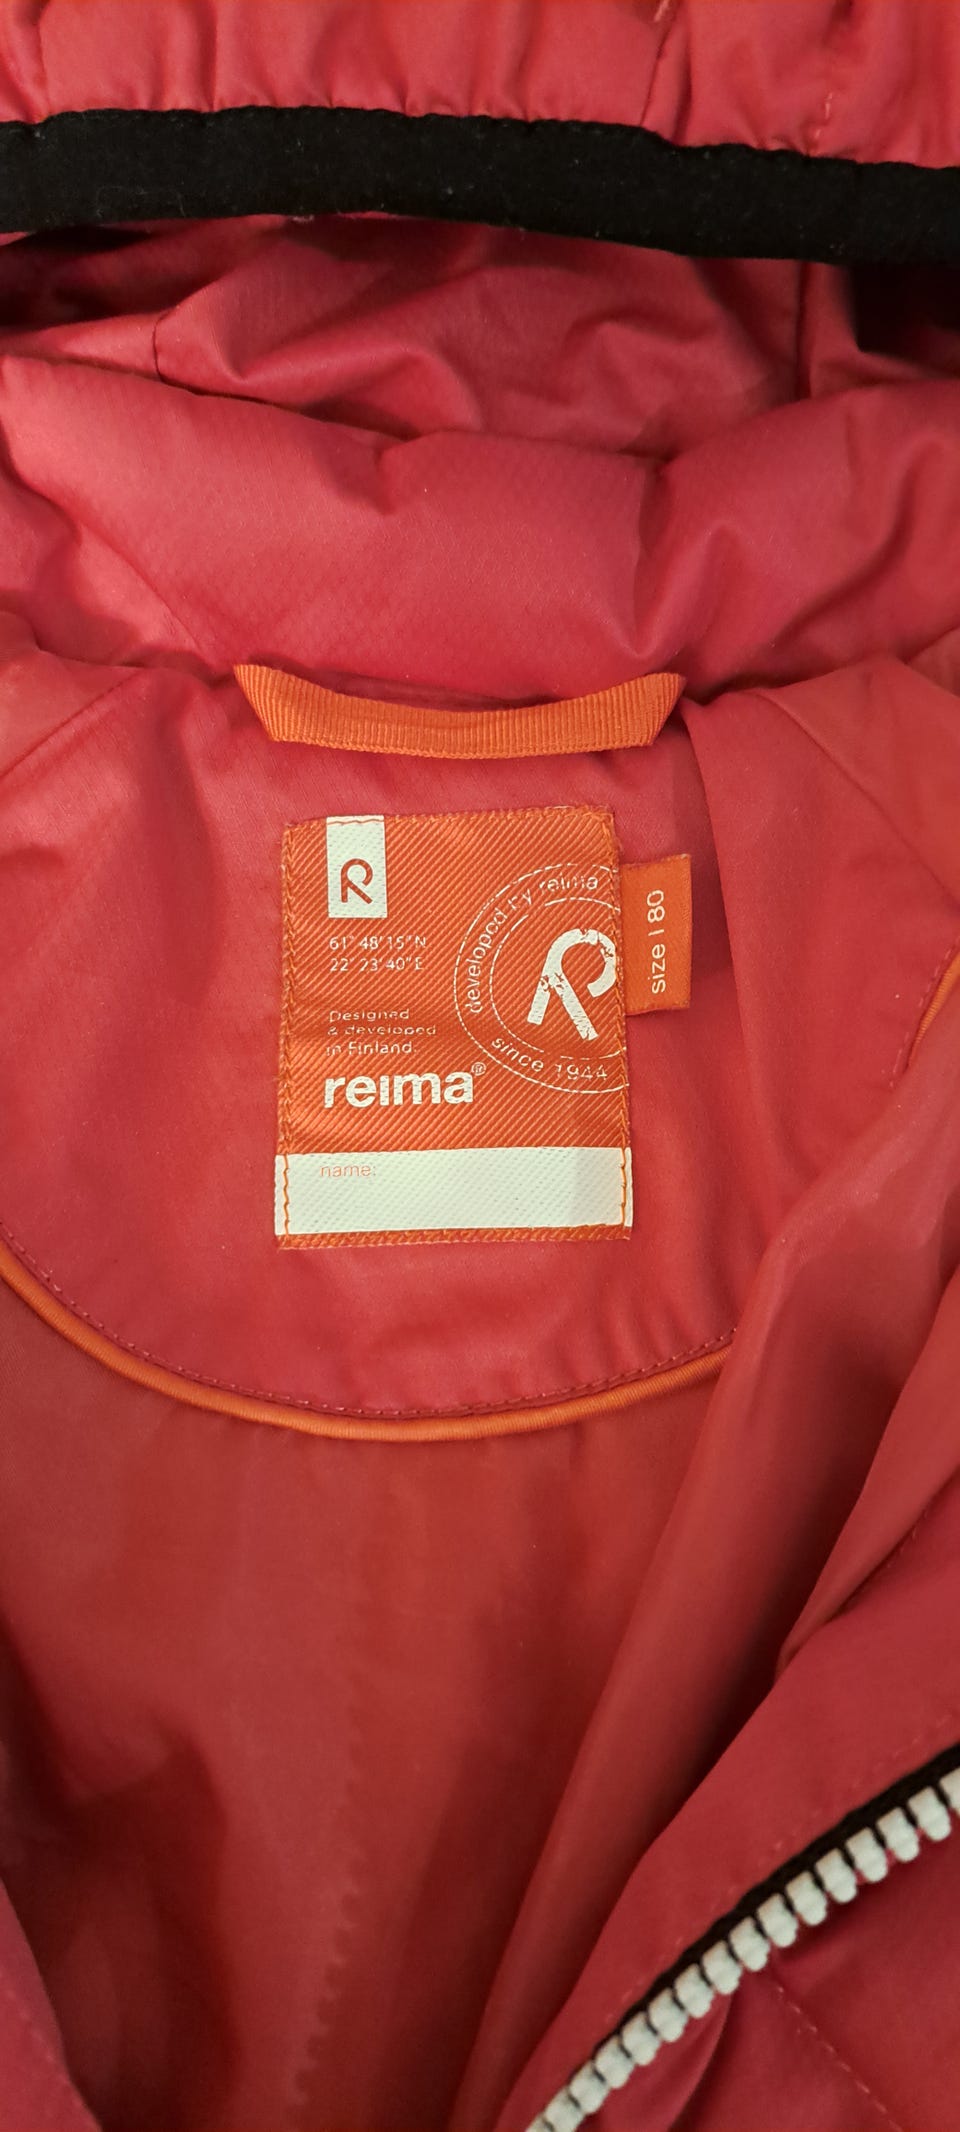 R
61° 48' 15" N
22° 23' 40" E
Designed
& developed
in Finland.
reima®
developed by reima
R
since 1944
size | 80
name: